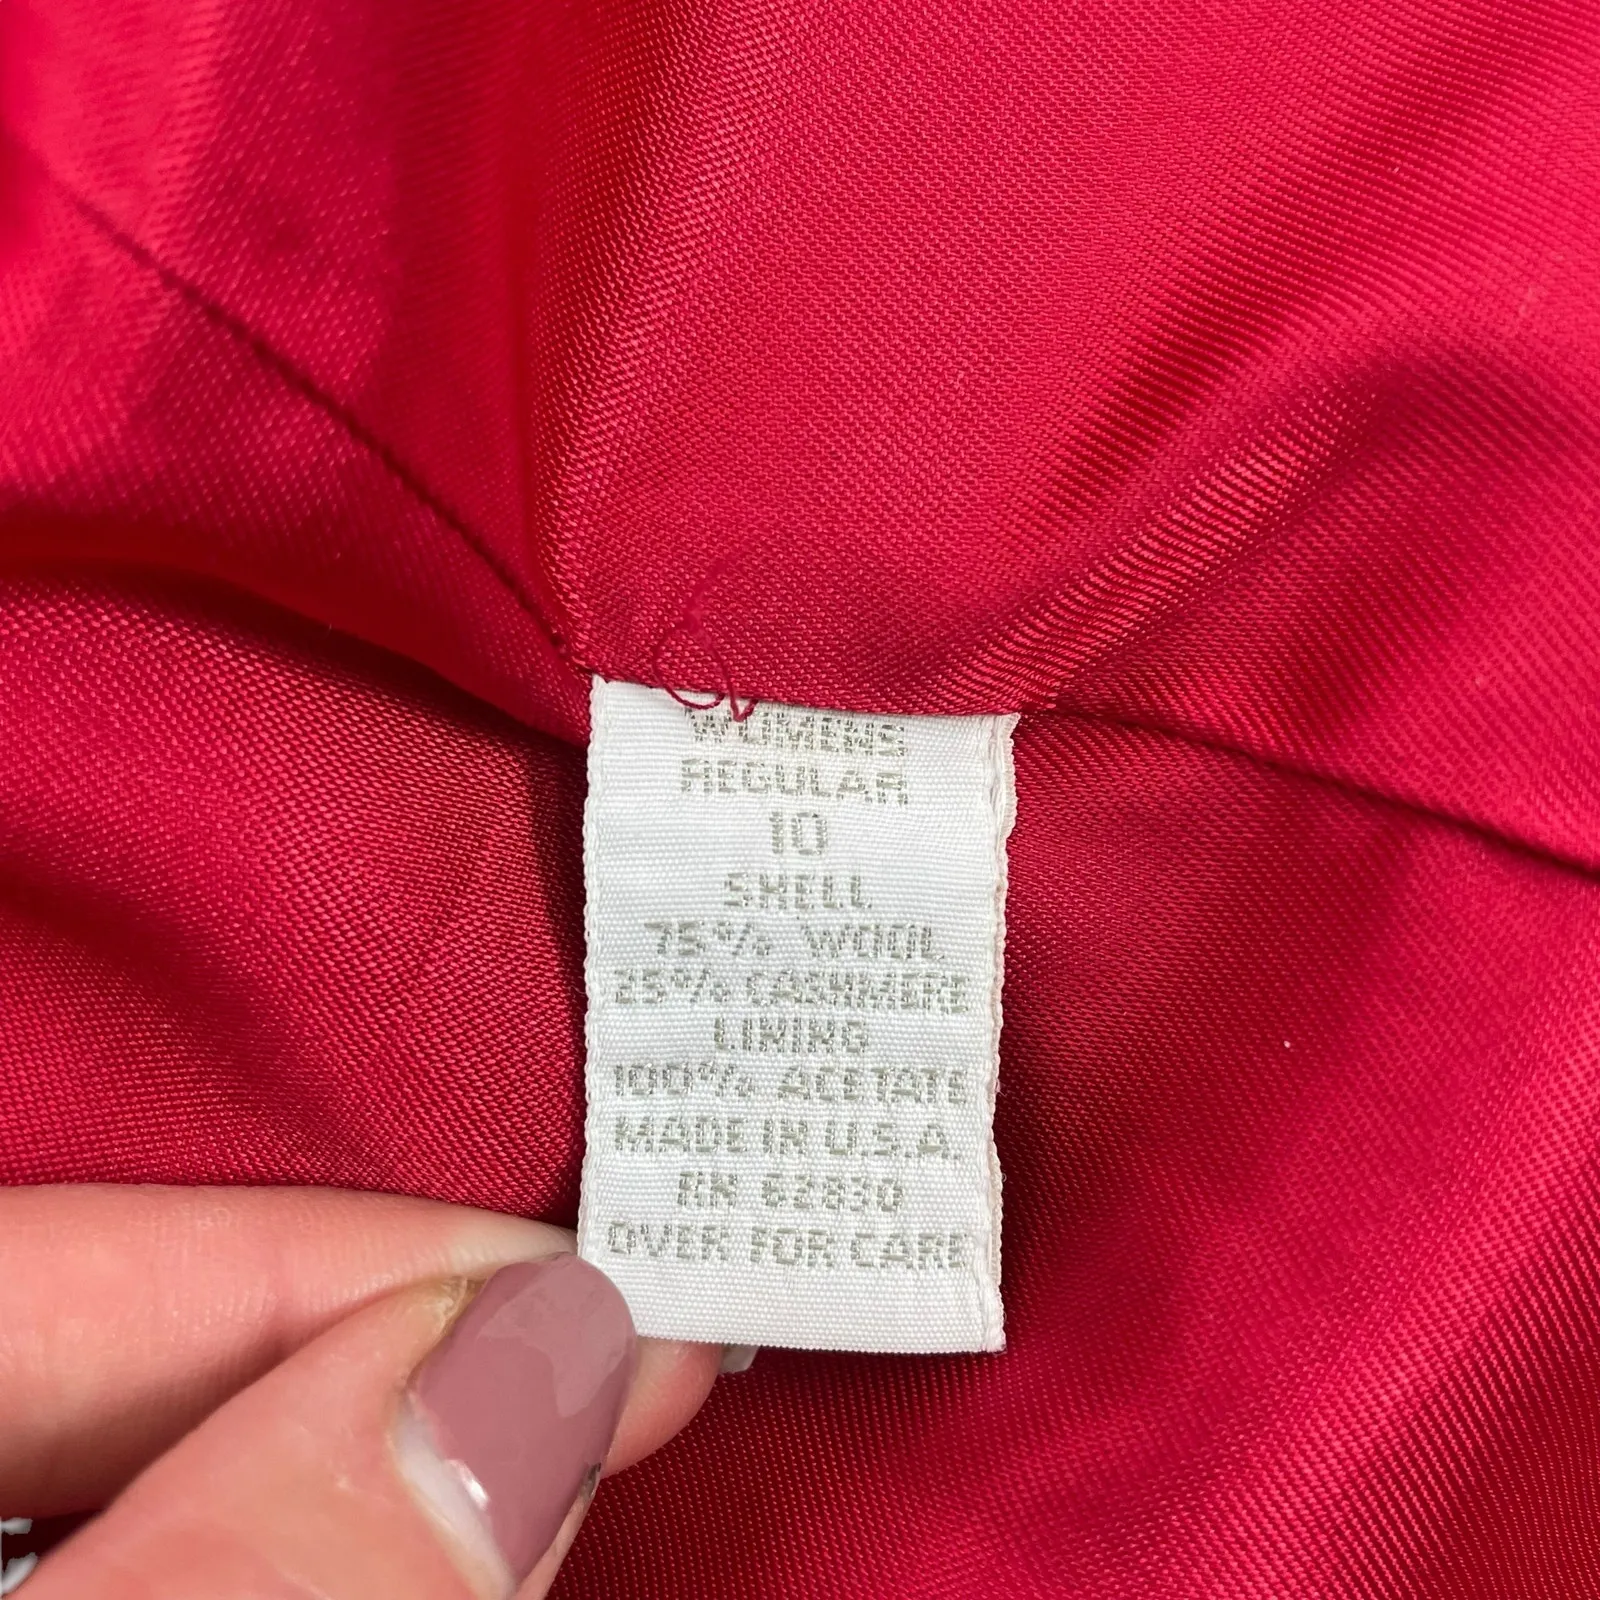 WOMENS
REGULAR
10
SHELL
75% WOOL
25% CASHMERE
LINING
100% ACETATE
MADE IN U.S.A.
RN 62830
OVER FOR CARE